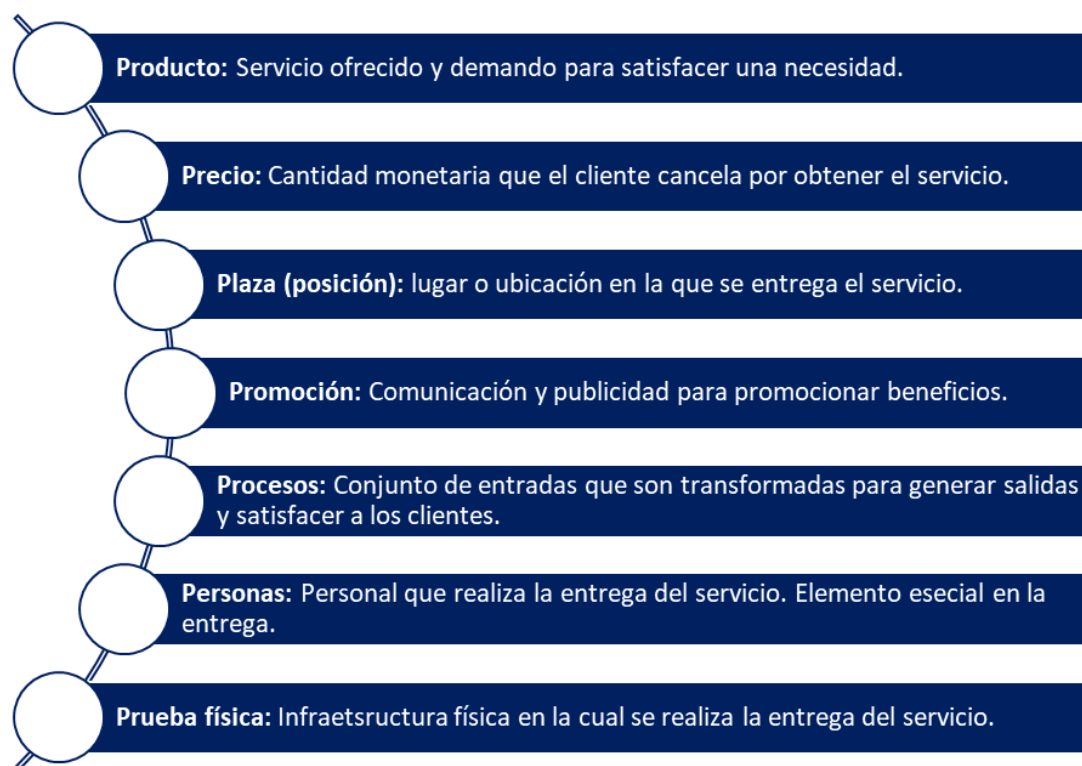 Producto: Servicio ofrecido y demando para satisfacer una necesidad.
Precio: Cantidad monetaria que el cliente cancela por obtener el servicio.
Plaza (posición): lugar o ubicación en la que se entrega el servicio.
Promoción: Comunicación y publicidad para promocionar beneficios.
Procesos: Conjunto de entradas que son transformadas para generar salidas
y satisfacer a los clientes.
Personas: Personal que realiza la entrega del servicio. Elemento esecial en la
entrega.
Prueba física: Infraetsructura física en la cual se realiza la entrega del servicio.